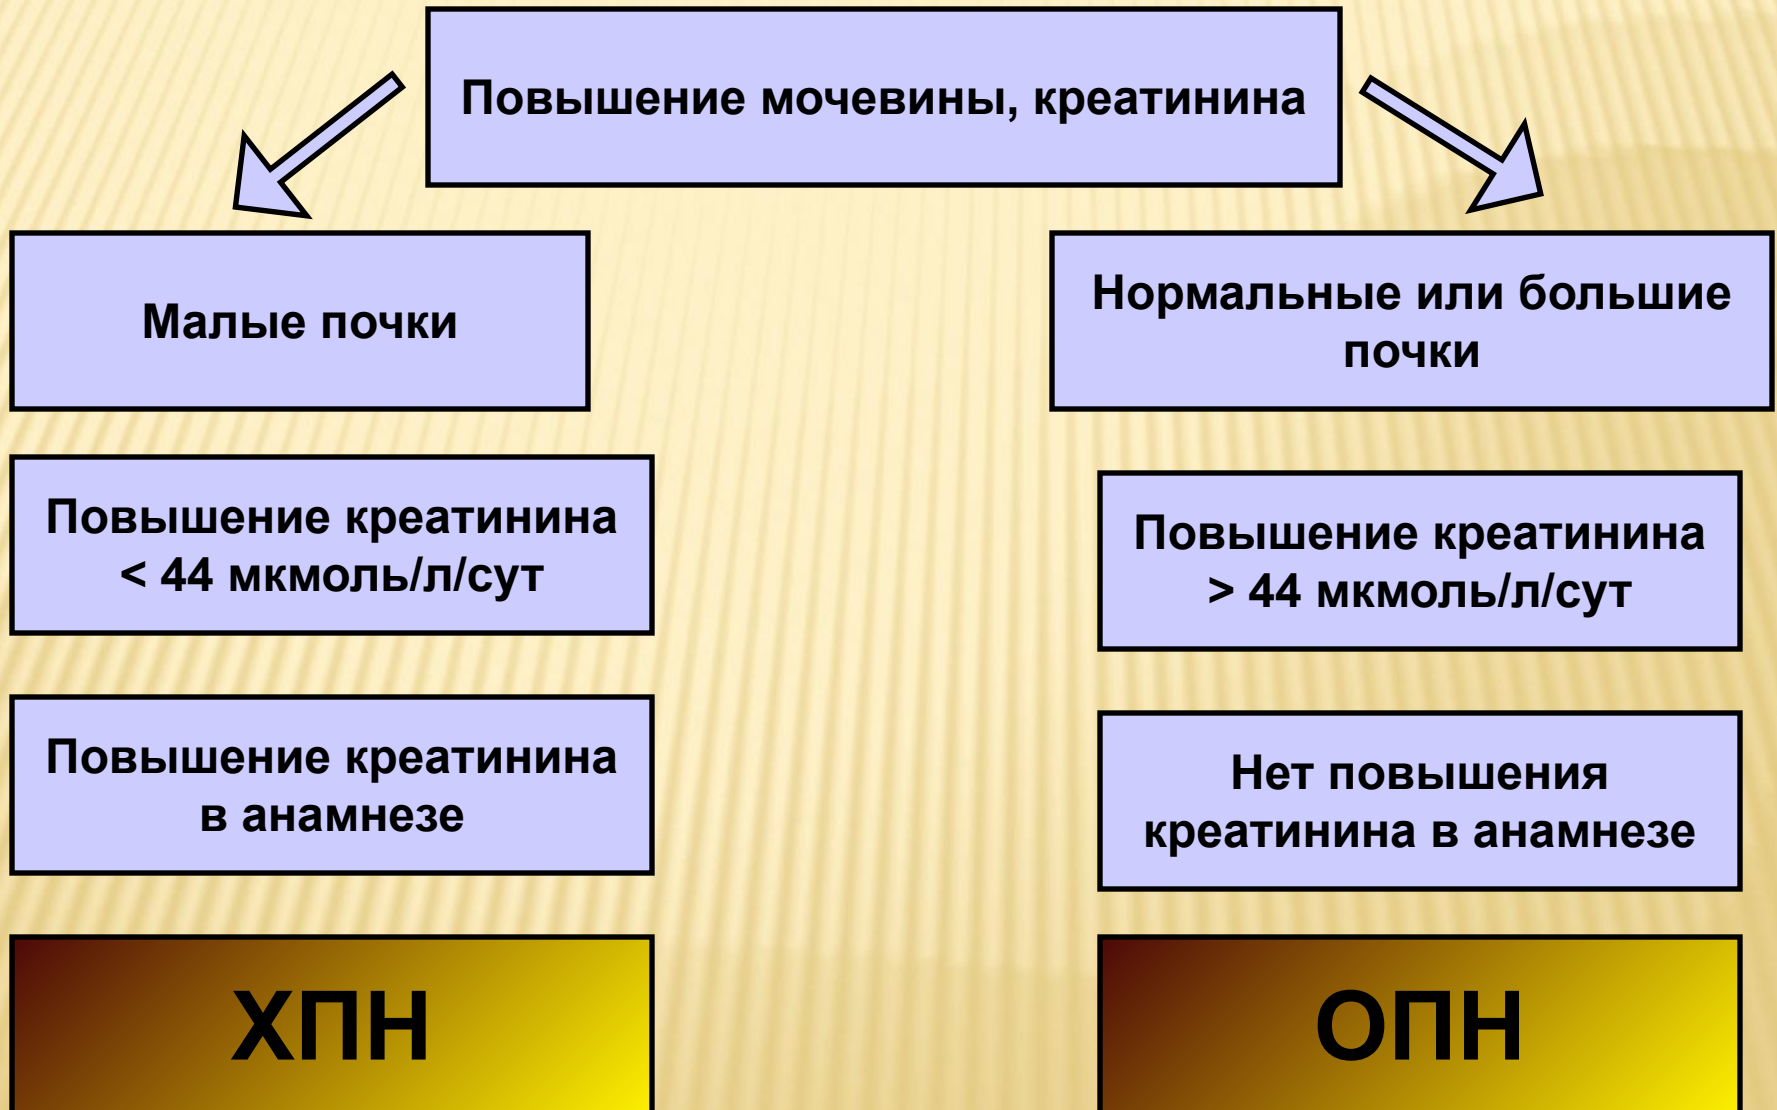 Повышение мочевины, креатинина
Малые почки
Нормальные или большие
почки
Повышение креатинина
< 44 мкмоль/л/сут
Повышение креатинина
> 44 мкмоль/л/сут
Повышение креатинина
в анамнезе
Нет повышения
креатинина в анамнезе
ХПН
ОПН